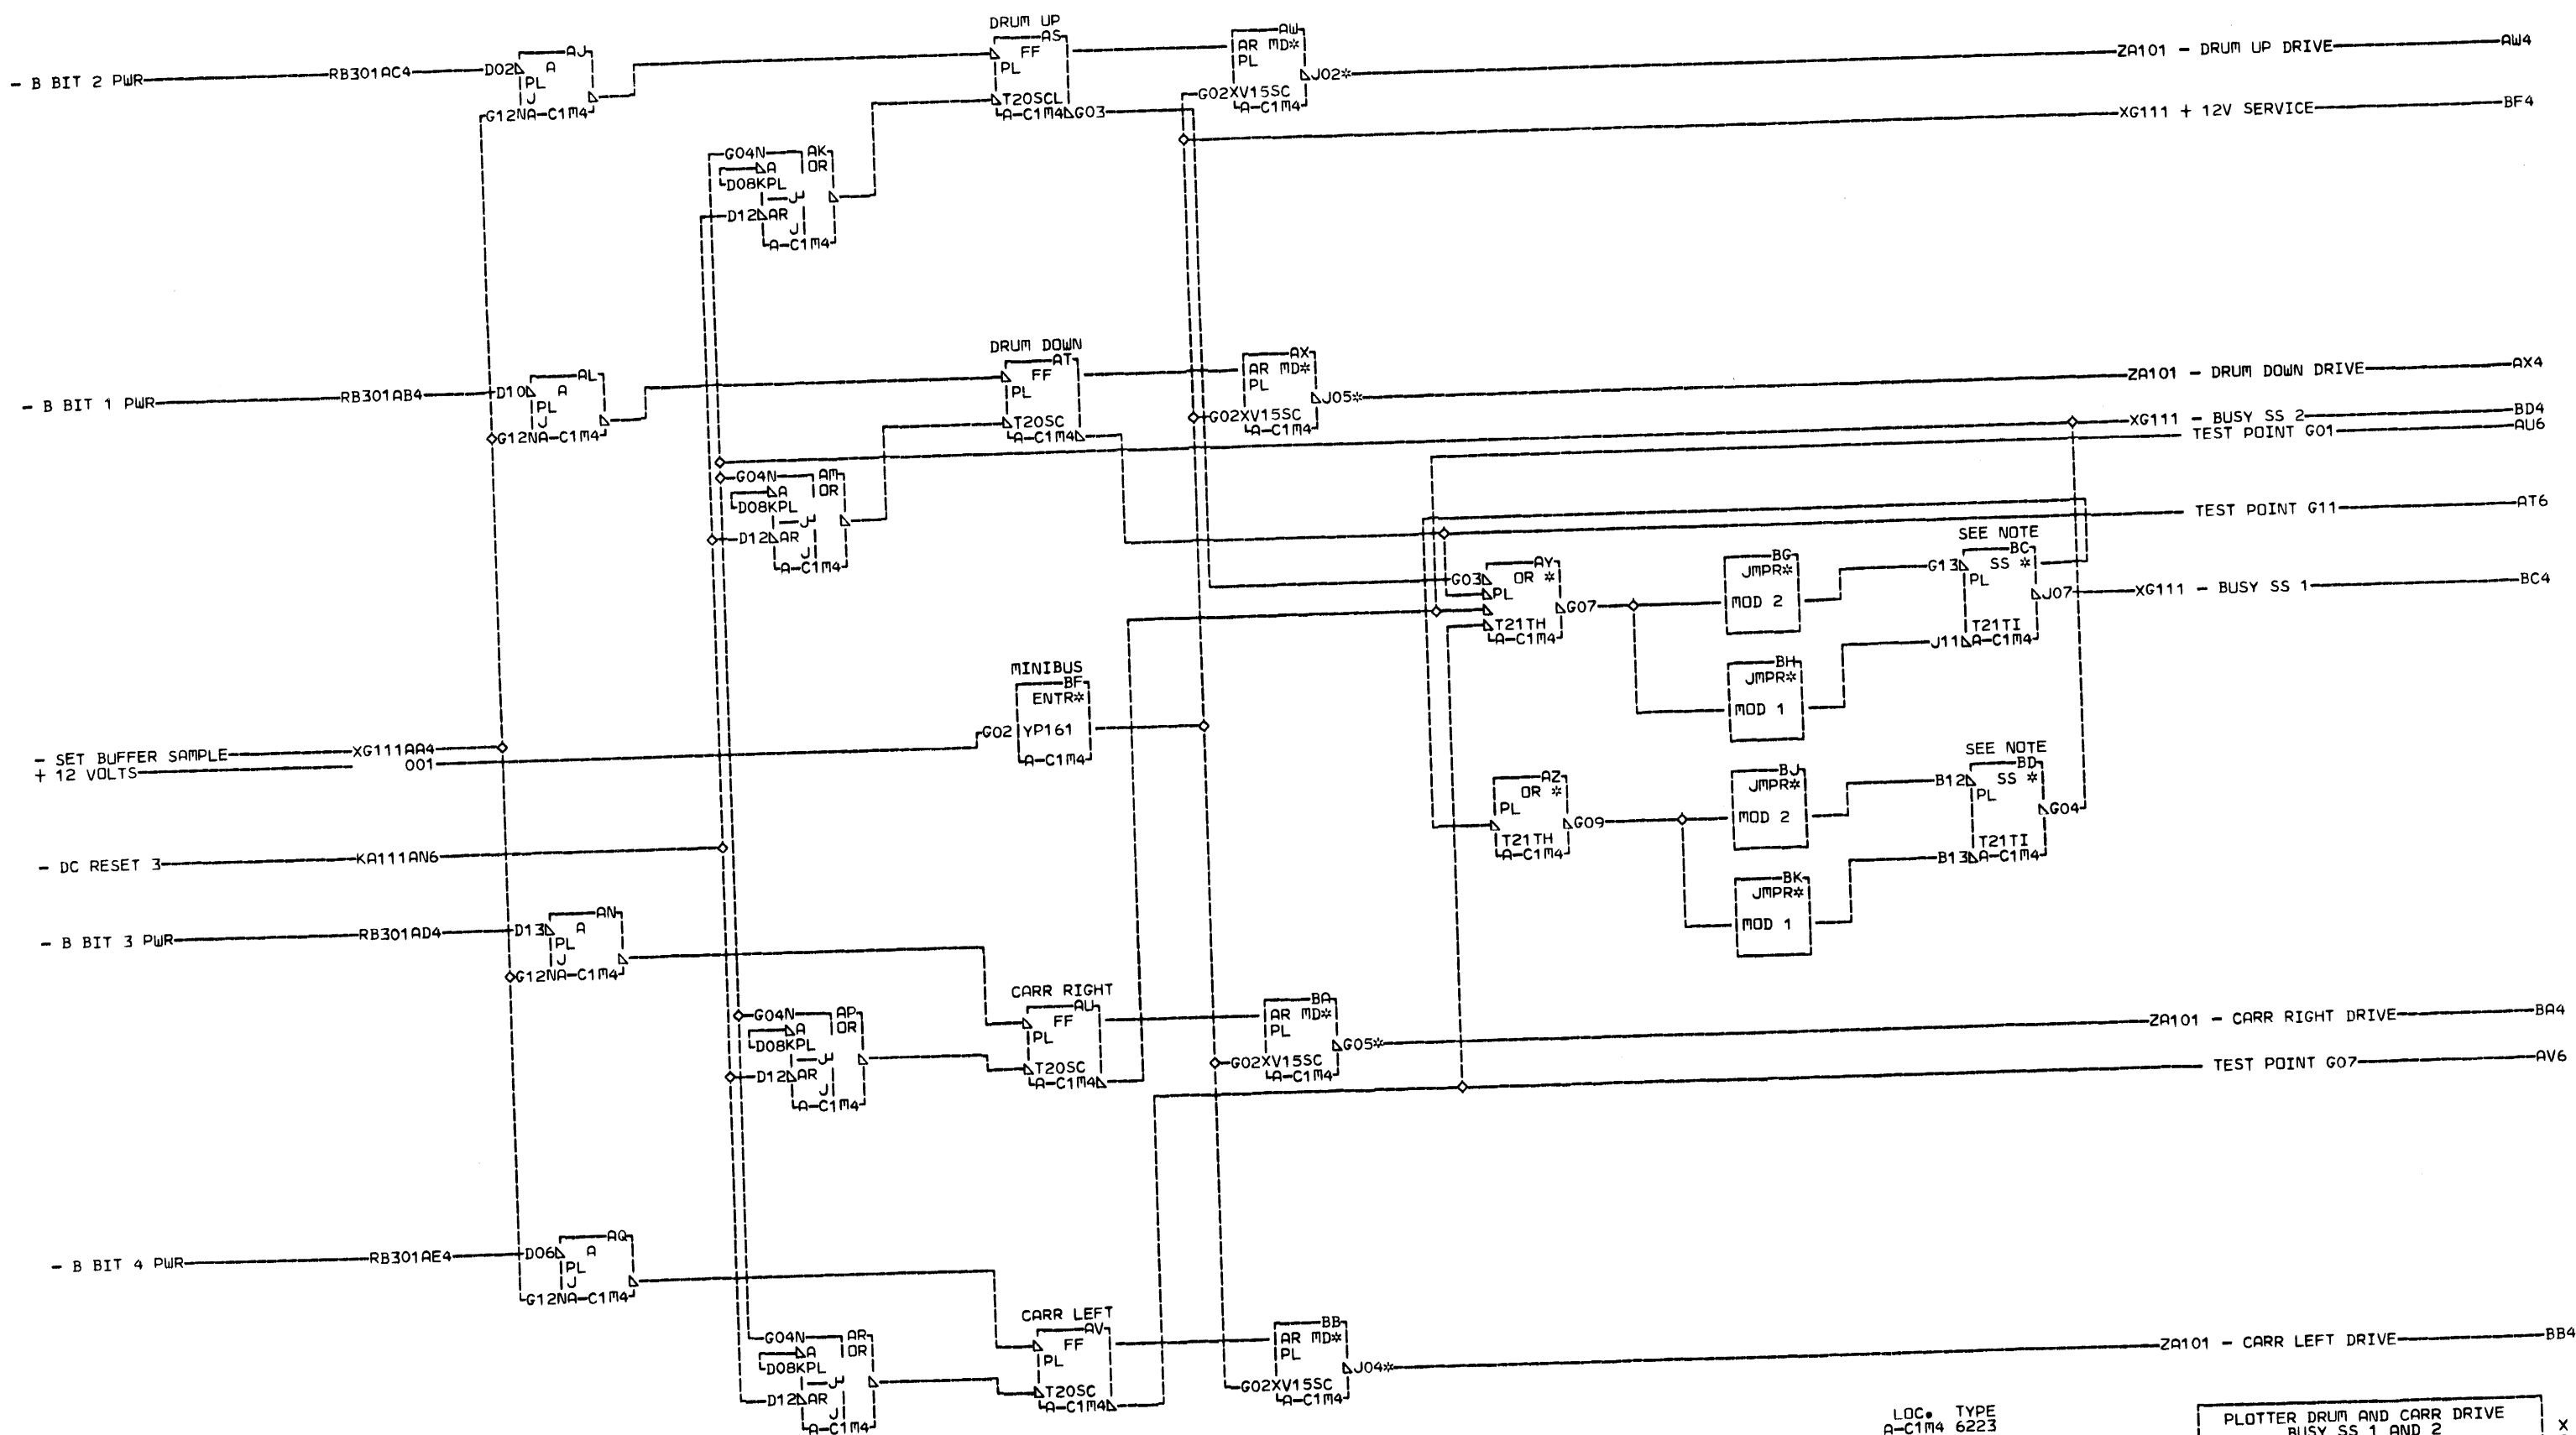 DRUM UP
AJ
A
PL
J
A-C1M4
AS
FF
PL
T20SCL
A-C1M4
G03
AW
AR MD*
PL
XV15SC
A-C1M4
- B BIT 2 PWR
RB301AC4
D02
G12N
G02
J02*
ZA101 - DRUM UP DRIVE
AW4
XG111 + 12V SERVICE
BF4
G04N
AK
A
OR
D08KPL
J
D12
AR
J
A-C1M4
DRUM DOWN
- B BIT 1 PWR
RB301AB4
D10
AL
A
PL
J
G12NA-C1M4
AT
FF
PL
T20SC
A-C1M4
AX
AR MD*
PL
G02XV15SC
A-C1M4
J05*
ZA101 - DRUM DOWN DRIVE
AX4
XG111 - BUSY SS 2
BD4
TEST POINT G01
AU6
G04N
AM
A
OR
D08KPL
J
D12
AR
J
A-C1M4
TEST POINT G11
AT6
G03
AY
OR *
PL
T21TH
A-C1M4
G07
BG
JMPR*
MOD 2
SEE NOTE
G13
BC
SS *
PL
J07
XG111 - BUSY SS 1
BC4
J11
T21TI
A-C1M4
BH
JMPR*
MOD 1
MINIBUS
BF
ENTR*
G02
YP161
A-C1M4
- SET BUFFER SAMPLE
XG111AA4
+ 12 VOLTS
001
AZ
OR *
PL
T21TH
A-C1M4
G09
BJ
JMPR*
MOD 2
SEE NOTE
B12
BD
SS *
PL
G04
B13
T21TI
A-C1M4
BK
JMPR*
MOD 1
- DC RESET 3
KA111AN6
- B BIT 3 PWR
RB301AD4
D13
AN
A
PL
J
G12NA-C1M4
G04N
AP
A
OR
D08KPL
J
D12
AR
J
A-C1M4
CARR RIGHT
AU
FF
PL
T20SC
A-C1M4
BA
AR MD*
PL
G02XV15SC
A-C1M4
G05*
ZA101 - CARR RIGHT DRIVE
BA4
TEST POINT G07
AV6
- B BIT 4 PWR
RB301AE4
D06
AQ
A
PL
J
G12NA-C1M4
G04N
AR
A
OR
D08KPL
J
D12
AR
J
A-C1M4
CARR LEFT
AV
FF
PL
T20SC
A-C1M4
BB
AR MD*
PL
G02XV15SC
A-C1M4
J04*
ZA101 - CARR LEFT DRIVE
BB4
LOC. TYPE
A-C1M4 6223
PLOTTER DRUM AND CARR DRIVE
BUSY SS 1 AND 2
X